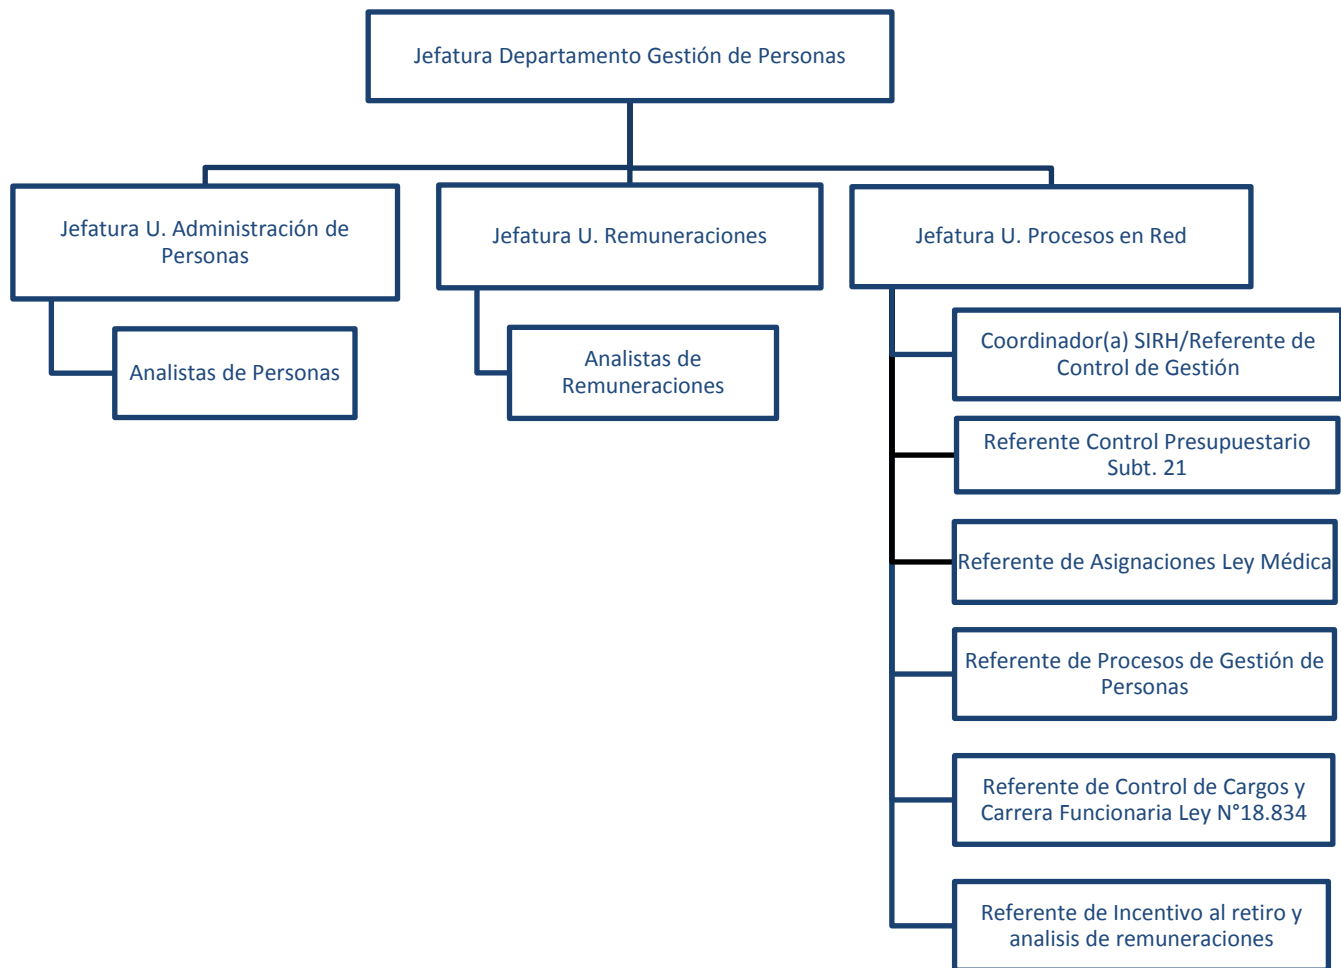 Jefatura Departamento Gestión de Personas
Jefatura U. Administración de
Personas
Jefatura U. Remuneraciones
Jefatura U. Procesos en Red
Analistas de Personas
Analistas de
Remuneraciones
Coordinador(a) SIRH/Referente de
Control de Gestión
Referente Control Presupuestario
Subt. 21
Referente de Asignaciones Ley Médica
Referente de Procesos de Gestión de
Personas
Referente de Control de Cargos y
Carrera Funcionaria Ley N°18.834
Referente de Incentivo al retiro y
analisis de remuneraciones